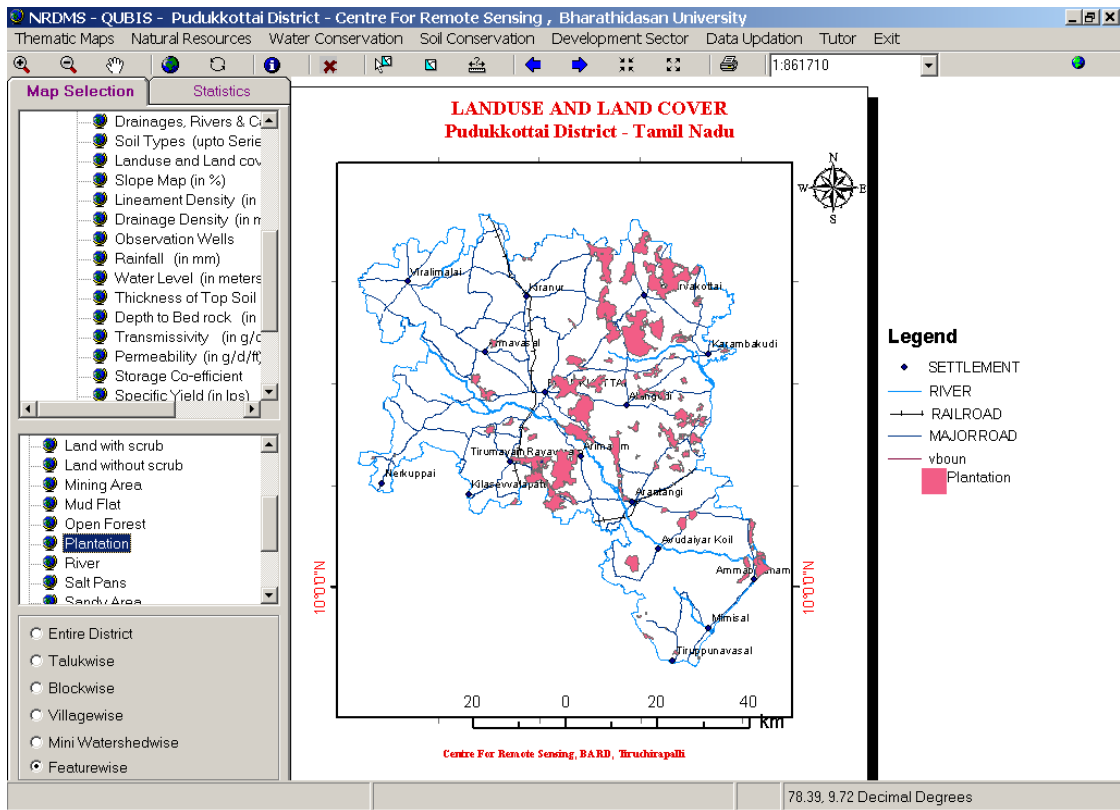 NRDMS - QUBIS - Pudukkottai District - Centre For Remote Sensing , Bharathidasan University
Thematic Maps Natural Resources Water Conservation Soil Conservation Development Sector Data Updation Tutor Exit
1:861710
Map Selection Statistics
Drainages, Rivers & Ca
Soil Types (upto Serie
Landuse and Land cov
Slope Map (in %)
Lineament Density (in
Drainage Density (in m
Observation Wells
Rainfall (in mm)
Water Level (in meters
Thickness of Top Soil
Depth to Bed rock (in
Transmissivity (in g/d
Permeability (in g/d/ft
Storage Co-efficient
Specific Yield (in lps)
Land with scrub
Land without scrub
Mining Area
Mud Flat
Open Forest
Plantation
River
Salt Pans
Sandy Area
Entire District
Talukwise
Blockwise
Villagewise
Mini Watershedwise
Featurewise
LANDUSE AND LAND COVER
Pudukkottai District - Tamil Nadu
N
W E
S
Viralimalai
Kiranur
Karambakudi
Alangudi
Tirumayam
Nerkuppai
Kilasevvalapatti
Arantangi
Avudaiyar Koil
Mimisal
Tiruppunavasal
10°0'0"N
10°0'0"N
20 0 20 40
km
Centre For Remote Sensing, BARD, Tiruchirapalli
Legend
SETTLEMENT
RIVER
RAILROAD
MAJORROAD
vboun
Plantation
78.39, 9.72 Decimal Degrees